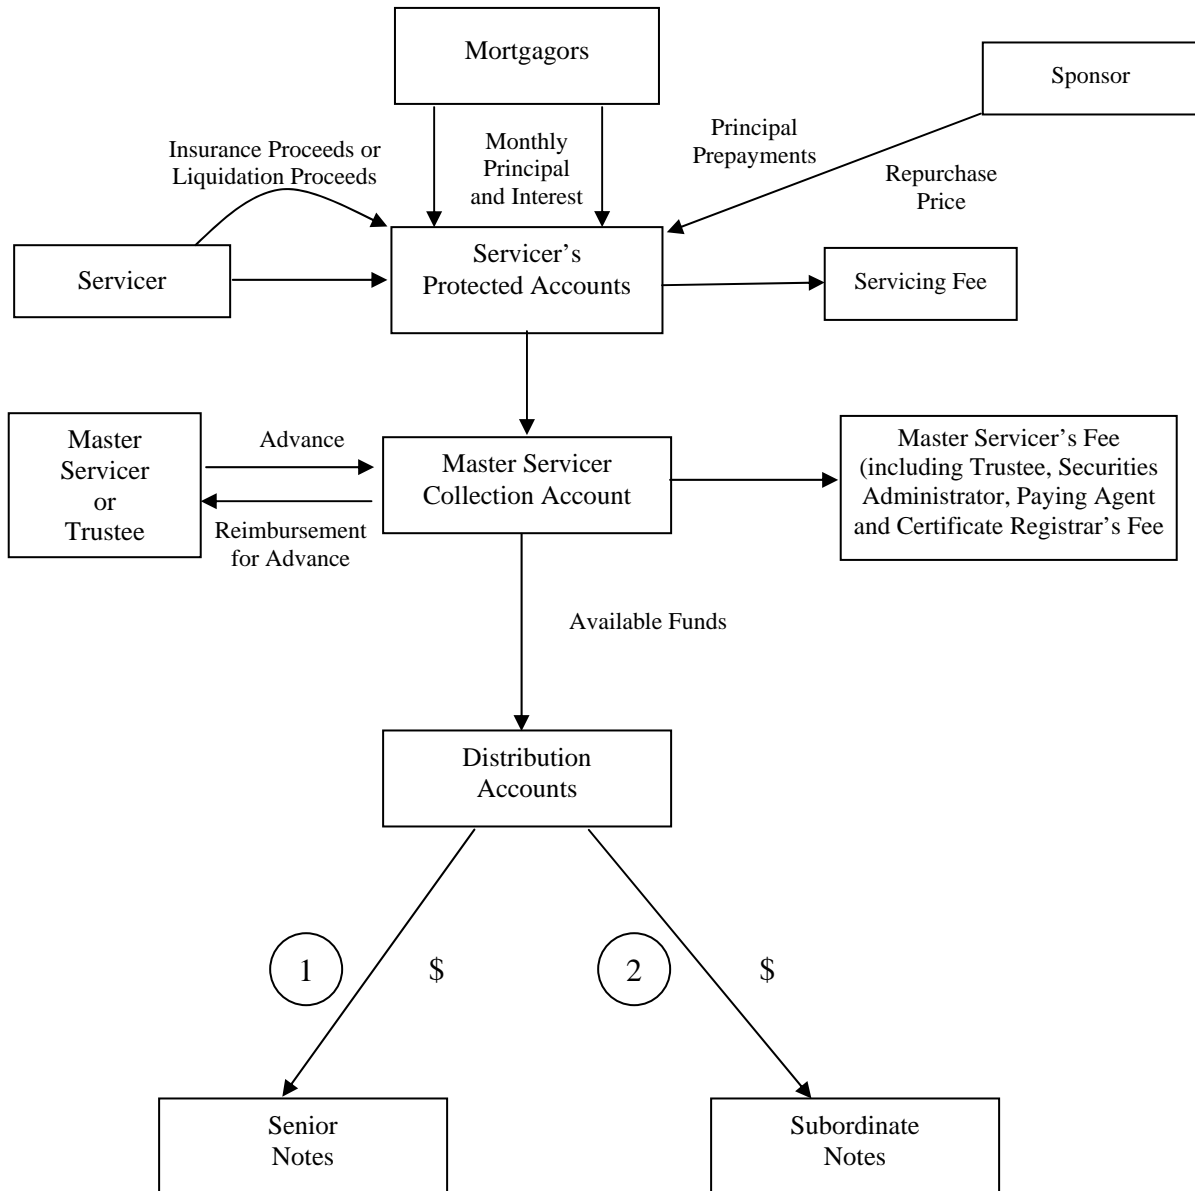 Mortgagors
Sponsor
Insurance Proceeds or
Liquidation Proceeds
Monthly
Principal
and Interest
Principal
Prepayments
Repurchase
Price
Servicer
Servicer’s
Protected Accounts
Servicing Fee
Master
Servicer
or
Trustee
Advance
Reimbursement
for Advance
Master Servicer
Collection Account
Master Servicer’s Fee
(including Trustee, Securities
Administrator, Paying Agent
and Certificate Registrar’s Fee
Available Funds
Distribution
Accounts
1
$
2
$
Senior
Notes
Subordinate
Notes